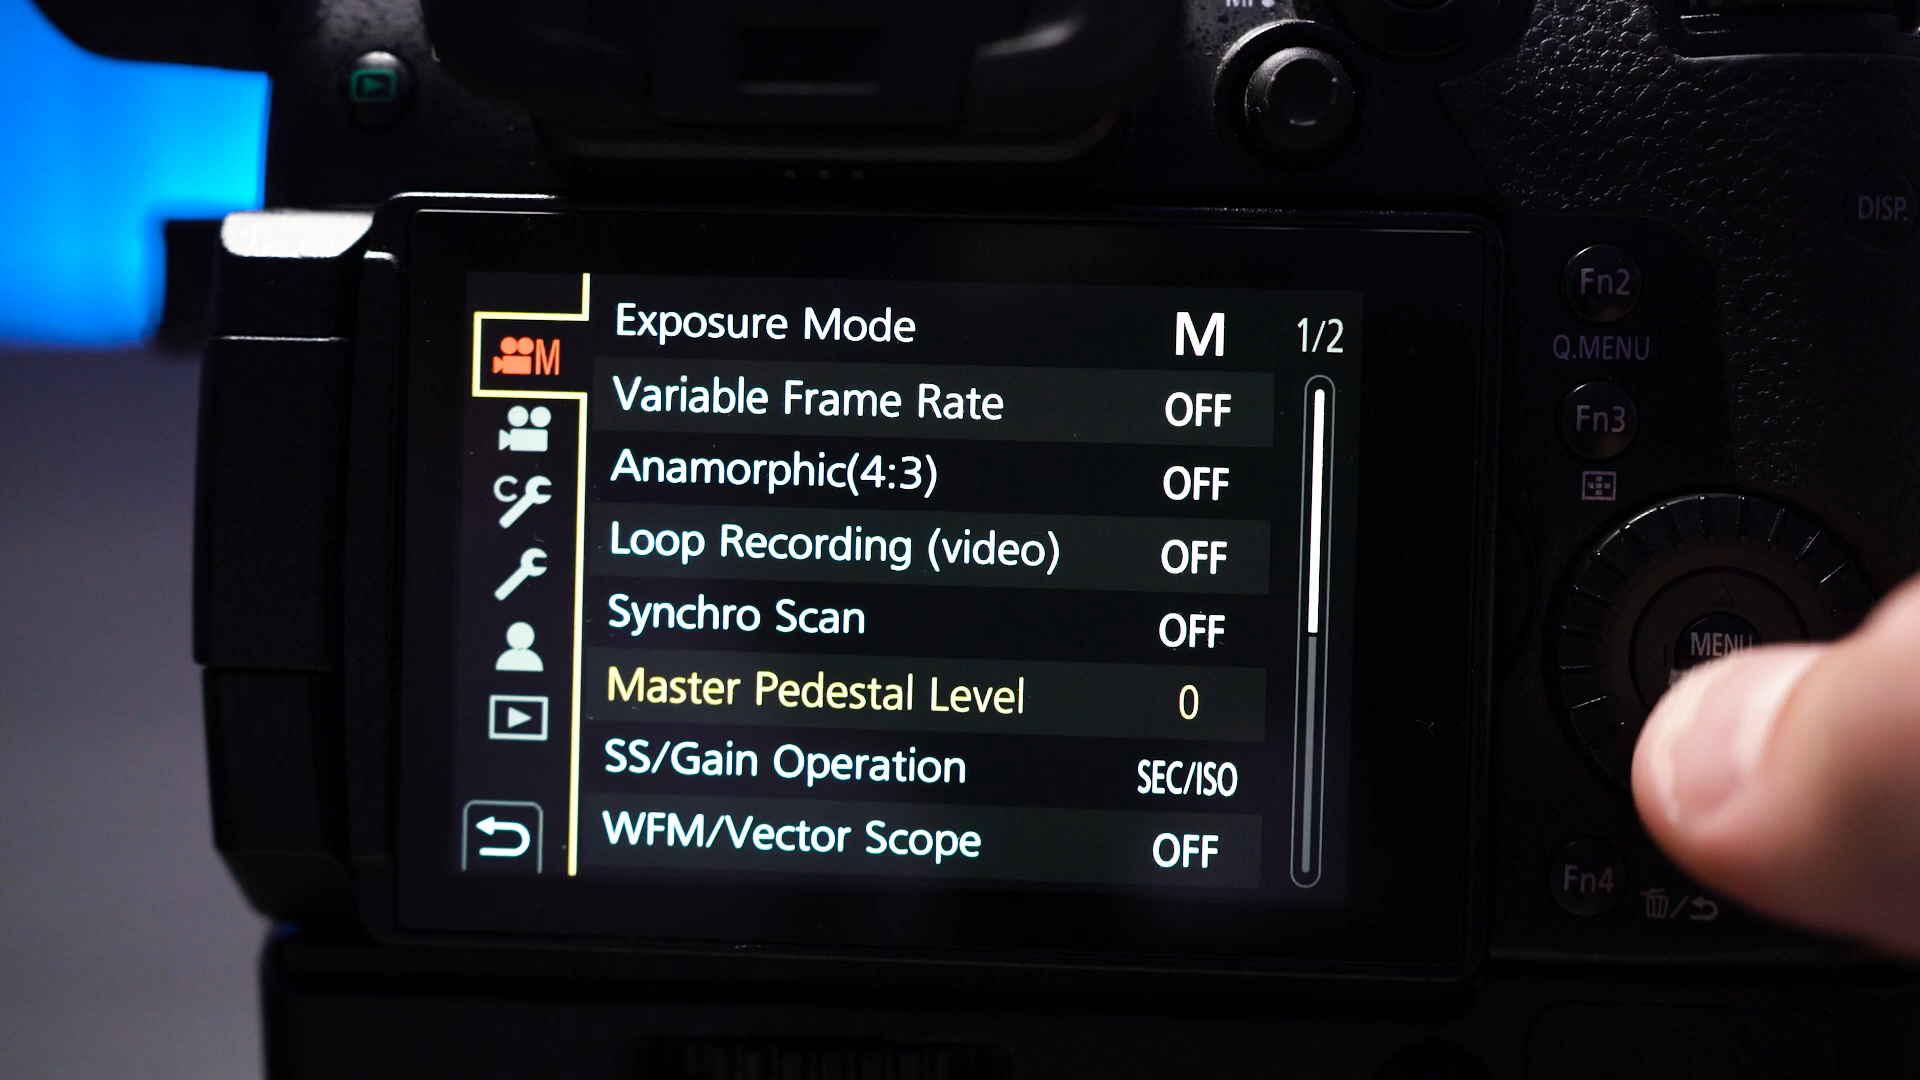 DISP.
Exposure Mode M 1/2
M
Variable Frame Rate OFF
Anamorphic(4:3) OFF
Loop Recording (video) OFF
Synchro Scan OFF
Master Pedestal Level 0
SS/Gain Operation SEC/ISO
WFM/Vector Scope OFF
C
Fn2
Q.MENU
Fn3
MENU
Fn4